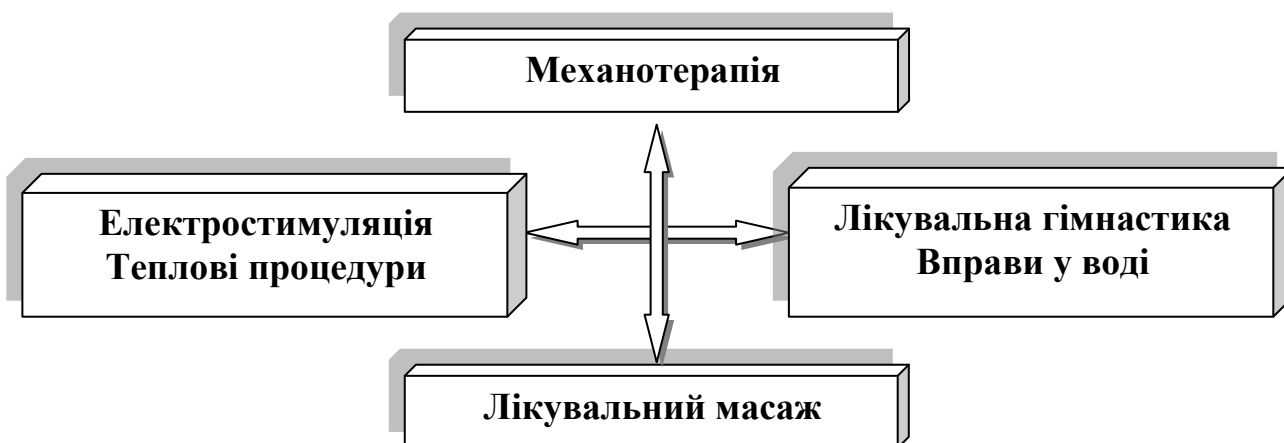 Механотерапія
Електростимуляція
Теплові процедури
Лікувальна гімнастика
Вправи у воді
Лікувальний масаж